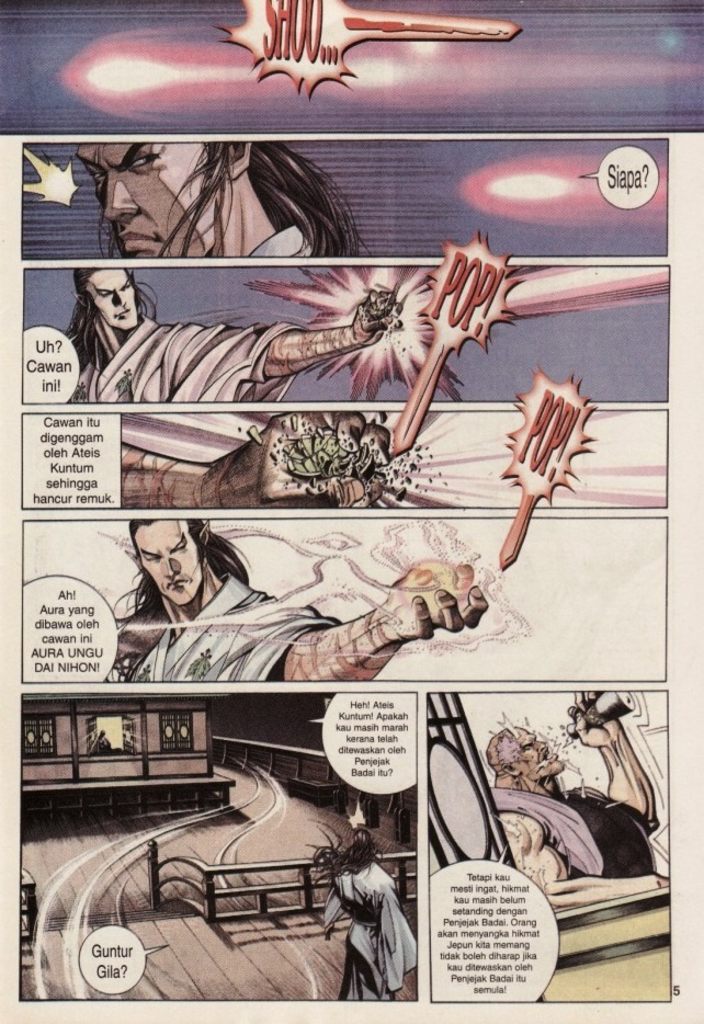 SHOO...
Siapa?
Uh?
Cawan
ini!
POP!
Cawan itu
digenggam
oleh Ateis
Kuntum
sehingga
hancur remuk.
POP!
Ah!
Aura yang
dibawa oleh
cawan ini
AURA UNGU
DAI NIHON!
Heh! Ateis
Kuntum! Apakah
kau masih marah
kerana telah
ditewaskan oleh
Penjejak
Badai itu?
Guntur
Gila?
Tetapi kau
mesti ingat, hikmat
kau masih belum
setanding dengan
Penjejak Badai. Orang
akan menyangka hikmat
Jepun kita memang
tidak boleh diharap jika
kau ditewaskan oleh
Penjejak Badai itu
semula!
5